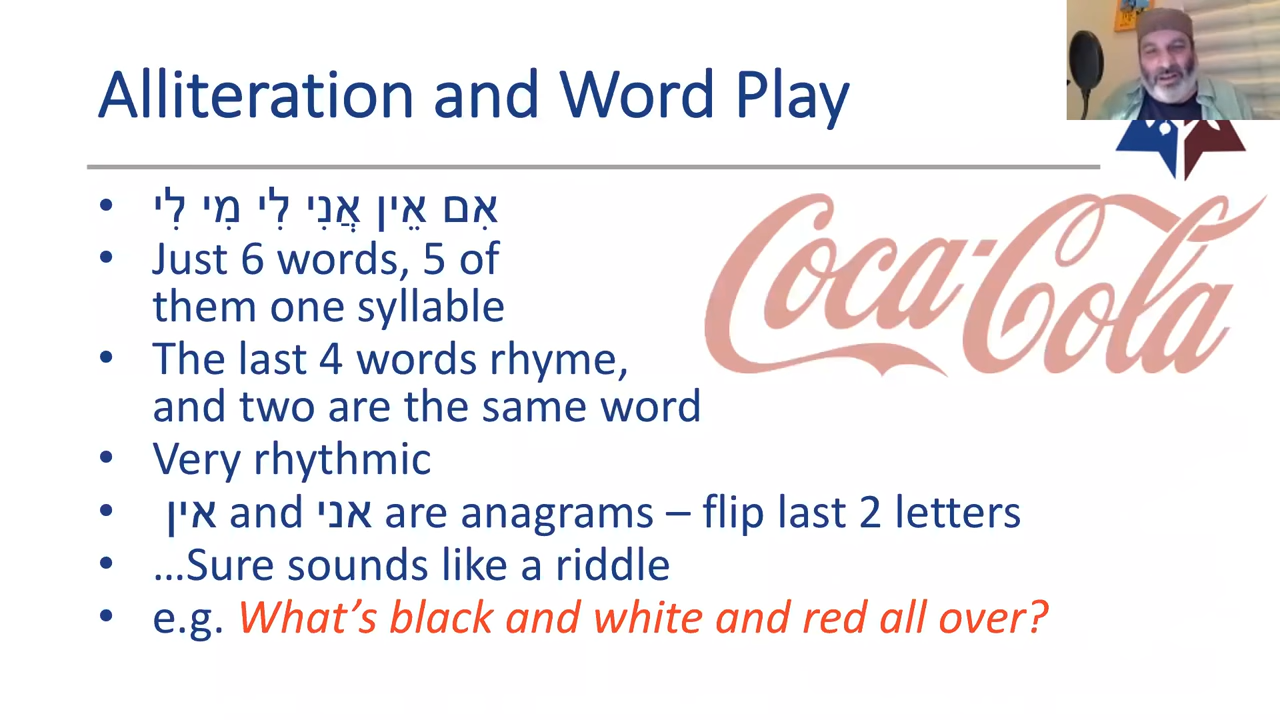 Alliteration and Word Play
• אִם אֵין אֲנִי לִי מִי לִי
• Just 6 words, 5 of
them one syllable
• The last 4 words rhyme,
and two are the same word
• Very rhythmic
• אין and אני are anagrams – flip last 2 letters
• ...Sure sounds like a riddle
• e.g. What's black and white and red all over?
Coca-Cola